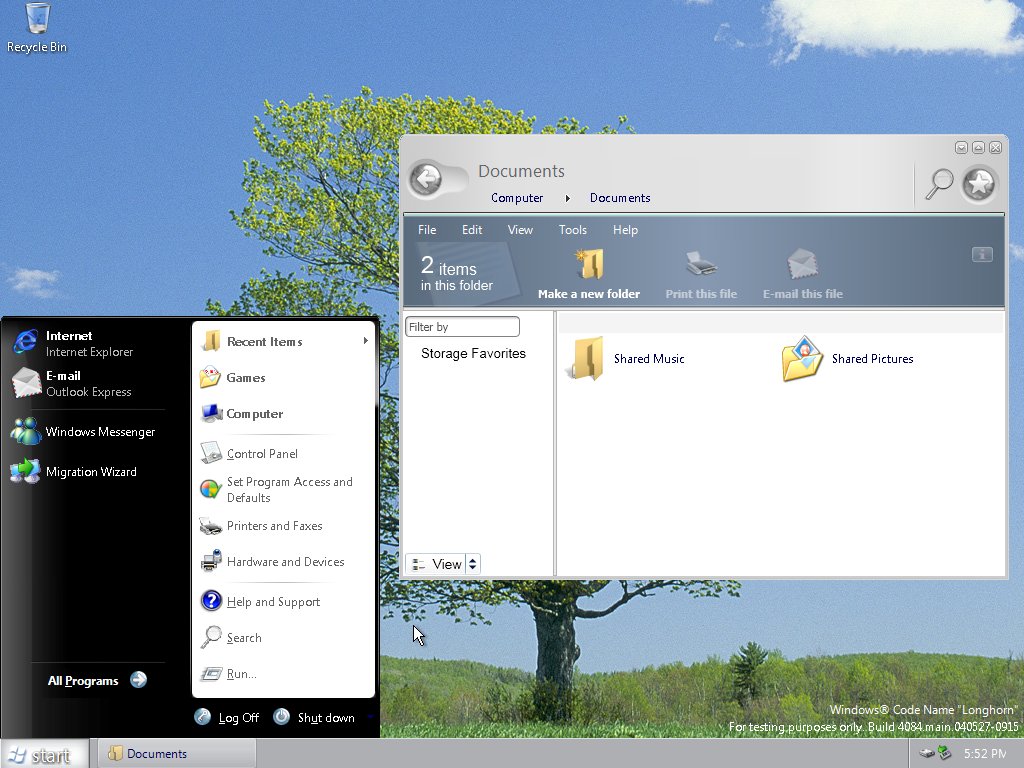 Recycle Bin
Documents
Computer
Documents
File Edit View Tools Help
2 items
in this folder
Make a new folder
Print this file
E-mail this file
Filter by
Storage Favorites
Shared Music
Shared Pictures
View
Internet
Internet Explorer
E-mail
Outlook Express
Windows Messenger
Migration Wizard
All Programs
Recent Items
Games
Computer
Control Panel
Set Program Access and
Defaults
Printers and Faxes
Hardware and Devices
Help and Support
Search
Run...
Log Off
Shut down
Windows® Code Name "Longhorn"
For testing purposes only. Build 4084.main.040527-0915
start
Documents
5:52 PM